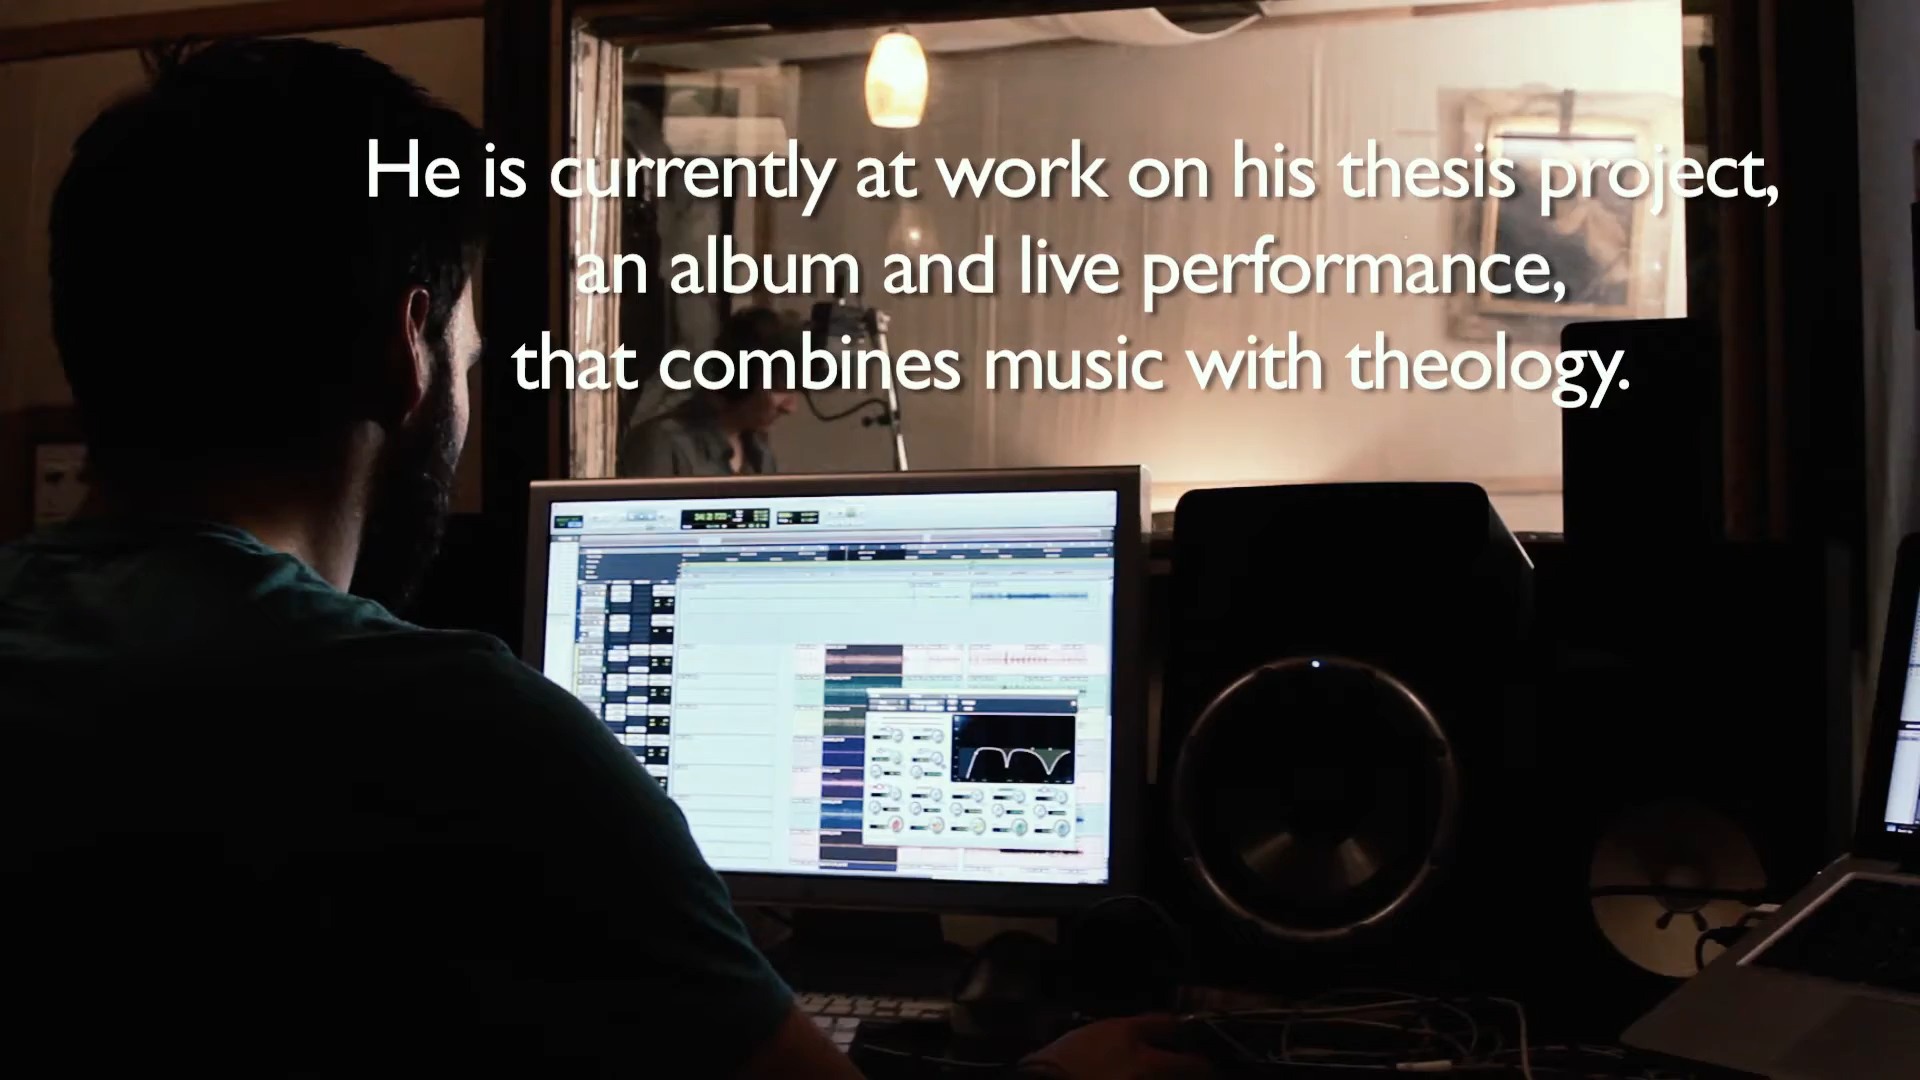 He is currently at work on his thesis project,
an album and live performance,
that combines music with theology.